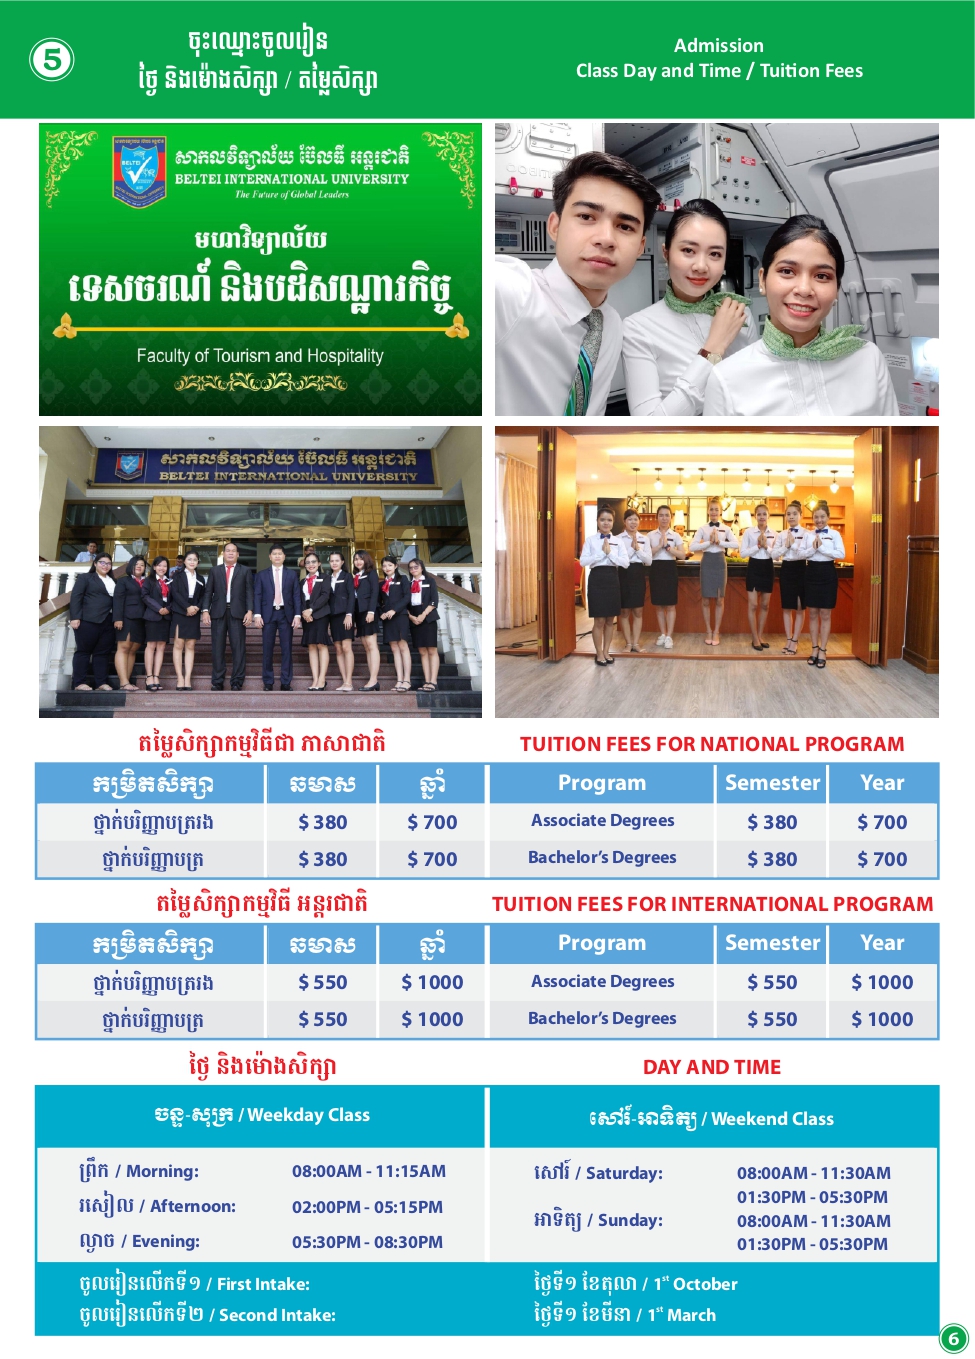 5
ចុះឈ្មោះចូលរៀន
ថ្ងៃ និងម៉ោងសិក្សា / តម្លៃសិក្សា
Admission
Class Day and Time / Tuition Fees
BELTEI
សាកលវិទ្យាល័យ ប៊ែលធី អន្តរជាតិ
BELTEI INTERNATIONAL UNIVERSITY
The Future of Global Leaders
មហាវិទ្យាល័យ
ទេសចរណ៍ និងបដិសណ្ឋារកិច្ច
Faculty of Tourism and Hospitality
សាកលវិទ្យាល័យ ប៊ែលធី អន្តរជាតិ
BELTEI INTERNATIONAL UNIVERSITY
តម្លៃសិក្សាកម្មវិធីជា ភាសាជាតិ
TUITION FEES FOR NATIONAL PROGRAM
កម្រិតសិក្សា ឆមាស ឆ្នាំ Program Semester Year
ថ្នាក់បរិញ្ញាបត្ររង $ 380 $ 700 Associate Degrees $ 380 $ 700
ថ្នាក់បរិញ្ញាបត្រ $ 380 $ 700 Bachelor's Degrees $ 380 $ 700
តម្លៃសិក្សាកម្មវិធី អន្តរជាតិ
TUITION FEES FOR INTERNATIONAL PROGRAM
កម្រិតសិក្សា ឆមាស ឆ្នាំ Program Semester Year
ថ្នាក់បរិញ្ញាបត្ររង $ 550 $ 1000 Associate Degrees $ 550 $ 1000
ថ្នាក់បរិញ្ញាបត្រ $ 550 $ 1000 Bachelor's Degrees $ 550 $ 1000
ថ្ងៃ និងម៉ោងសិក្សា
DAY AND TIME
ចន្ទ-សុក្រ / Weekday Class
ព្រឹក / Morning: 08:00AM - 11:15AM
រសៀល / Afternoon: 02:00PM - 05:15PM
ល្ងាច / Evening: 05:30PM - 08:30PM
សៅរ៍-អាទិត្យ / Weekend Class
សៅរ៍ / Saturday: 08:00AM - 11:30AM
01:30PM - 05:30PM
អាទិត្យ / Sunday: 08:00AM - 11:30AM
01:30PM - 05:30PM
ចូលរៀនលើកទី១ / First Intake: ថ្ងៃទី១ ខែតុលា / 1st October
ចូលរៀនលើកទី២ / Second Intake: ថ្ងៃទី១ ខែមីនា / 1st March
6